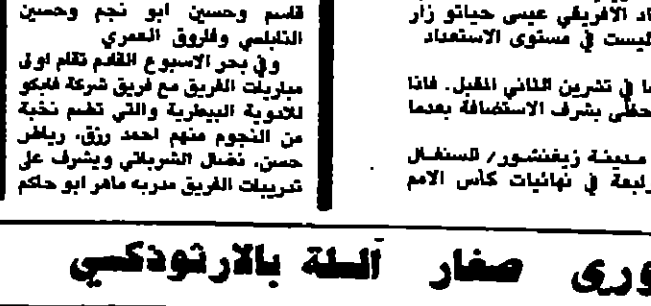 اد الافريقي عيسى حياتو زار
ليست في مستوى الاستعداد
ما في تشرين الثاني المقبل. فاذا
حظى بشرف الاستضافة بعدما
مدينة زيغنشور/ للسنغال
رابعة في نهائيات كأس الامم
قاسم وحسين ابو نجم وحسين
النابلسي وفاروق العمري
وفي بحر الاسبوع القادم تقام اولى
مباريات الفريق مع فريق شركة فابكو
للادوية البيطرية والتي تضم نخبة
من النجوم منهم احمد رزق، رياض
حسن، نضال الشرباتي ويشرف على
تدريبات الفريق مدربه ماهر ابو حاكم
ورى صغار السلة بالارثوذكسي